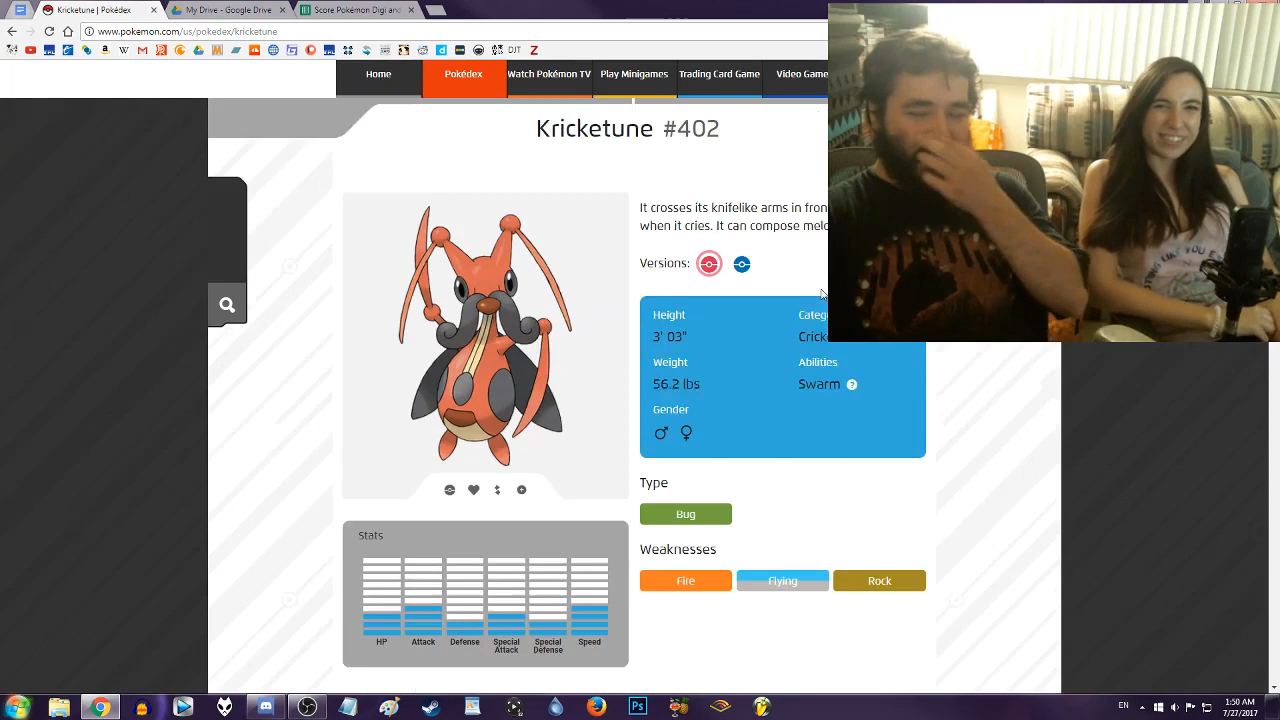 Kricketune | Pokédex
My Drive - Google Drive
Score Pokémon Digi and
www.pokemon.com/us/pokedex/kricketune
DJT
Home
Pokédex
Watch Pokémon TV
Play Minigames
Trading Card Game
Video Game
Kricketune #402
It crosses its knifelike arms in fron
when it cries. It can compose melo
Versions:
Height
Categ
3' 03"
Crick
Weight
Abilities
56.2 lbs
Swarm ?
Gender
Type
Bug
Stats
Weaknesses
Fire
Flying
Rock
HP
Attack
Defense
Special
Attack
Special
Defense
Speed
Ps
EN
1:50 AM
7/27/2017